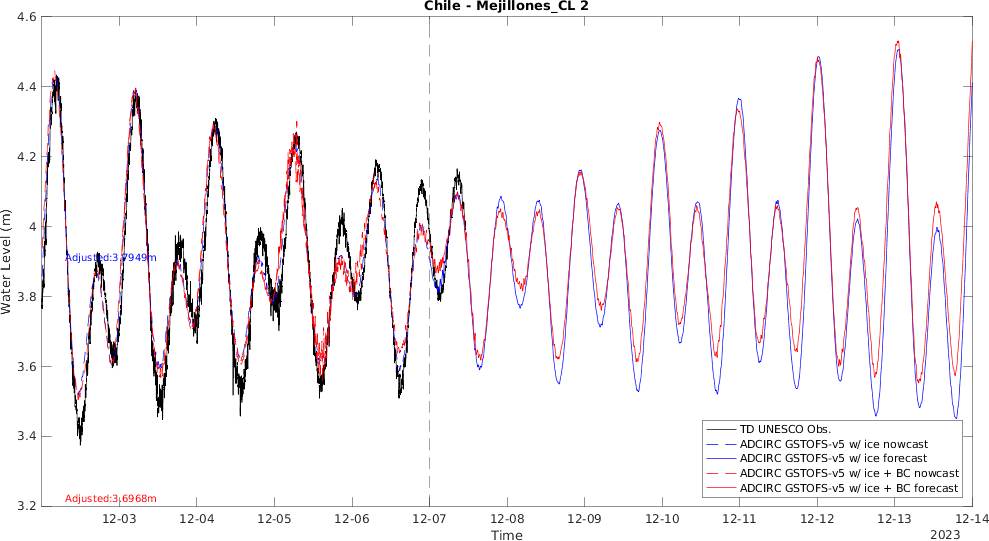 Chile - Mejillones_CL 2
4.6
4.4
4.2
4
3.8
3.6
3.4
3.2
Water Level (m)
Adjusted:3.7949m
Adjusted:3.6968m
TD UNESCO Obs.
ADCIRC GSTOFS-v5 w/ ice nowcast
ADCIRC GSTOFS-v5 w/ ice forecast
ADCIRC GSTOFS-v5 w/ ice + BC nowcast
ADCIRC GSTOFS-v5 w/ ice + BC forecast
12-03 12-04 12-05 12-06 12-07 12-08 12-09 12-10 12-11 12-12 12-13 12-14
Time
2023